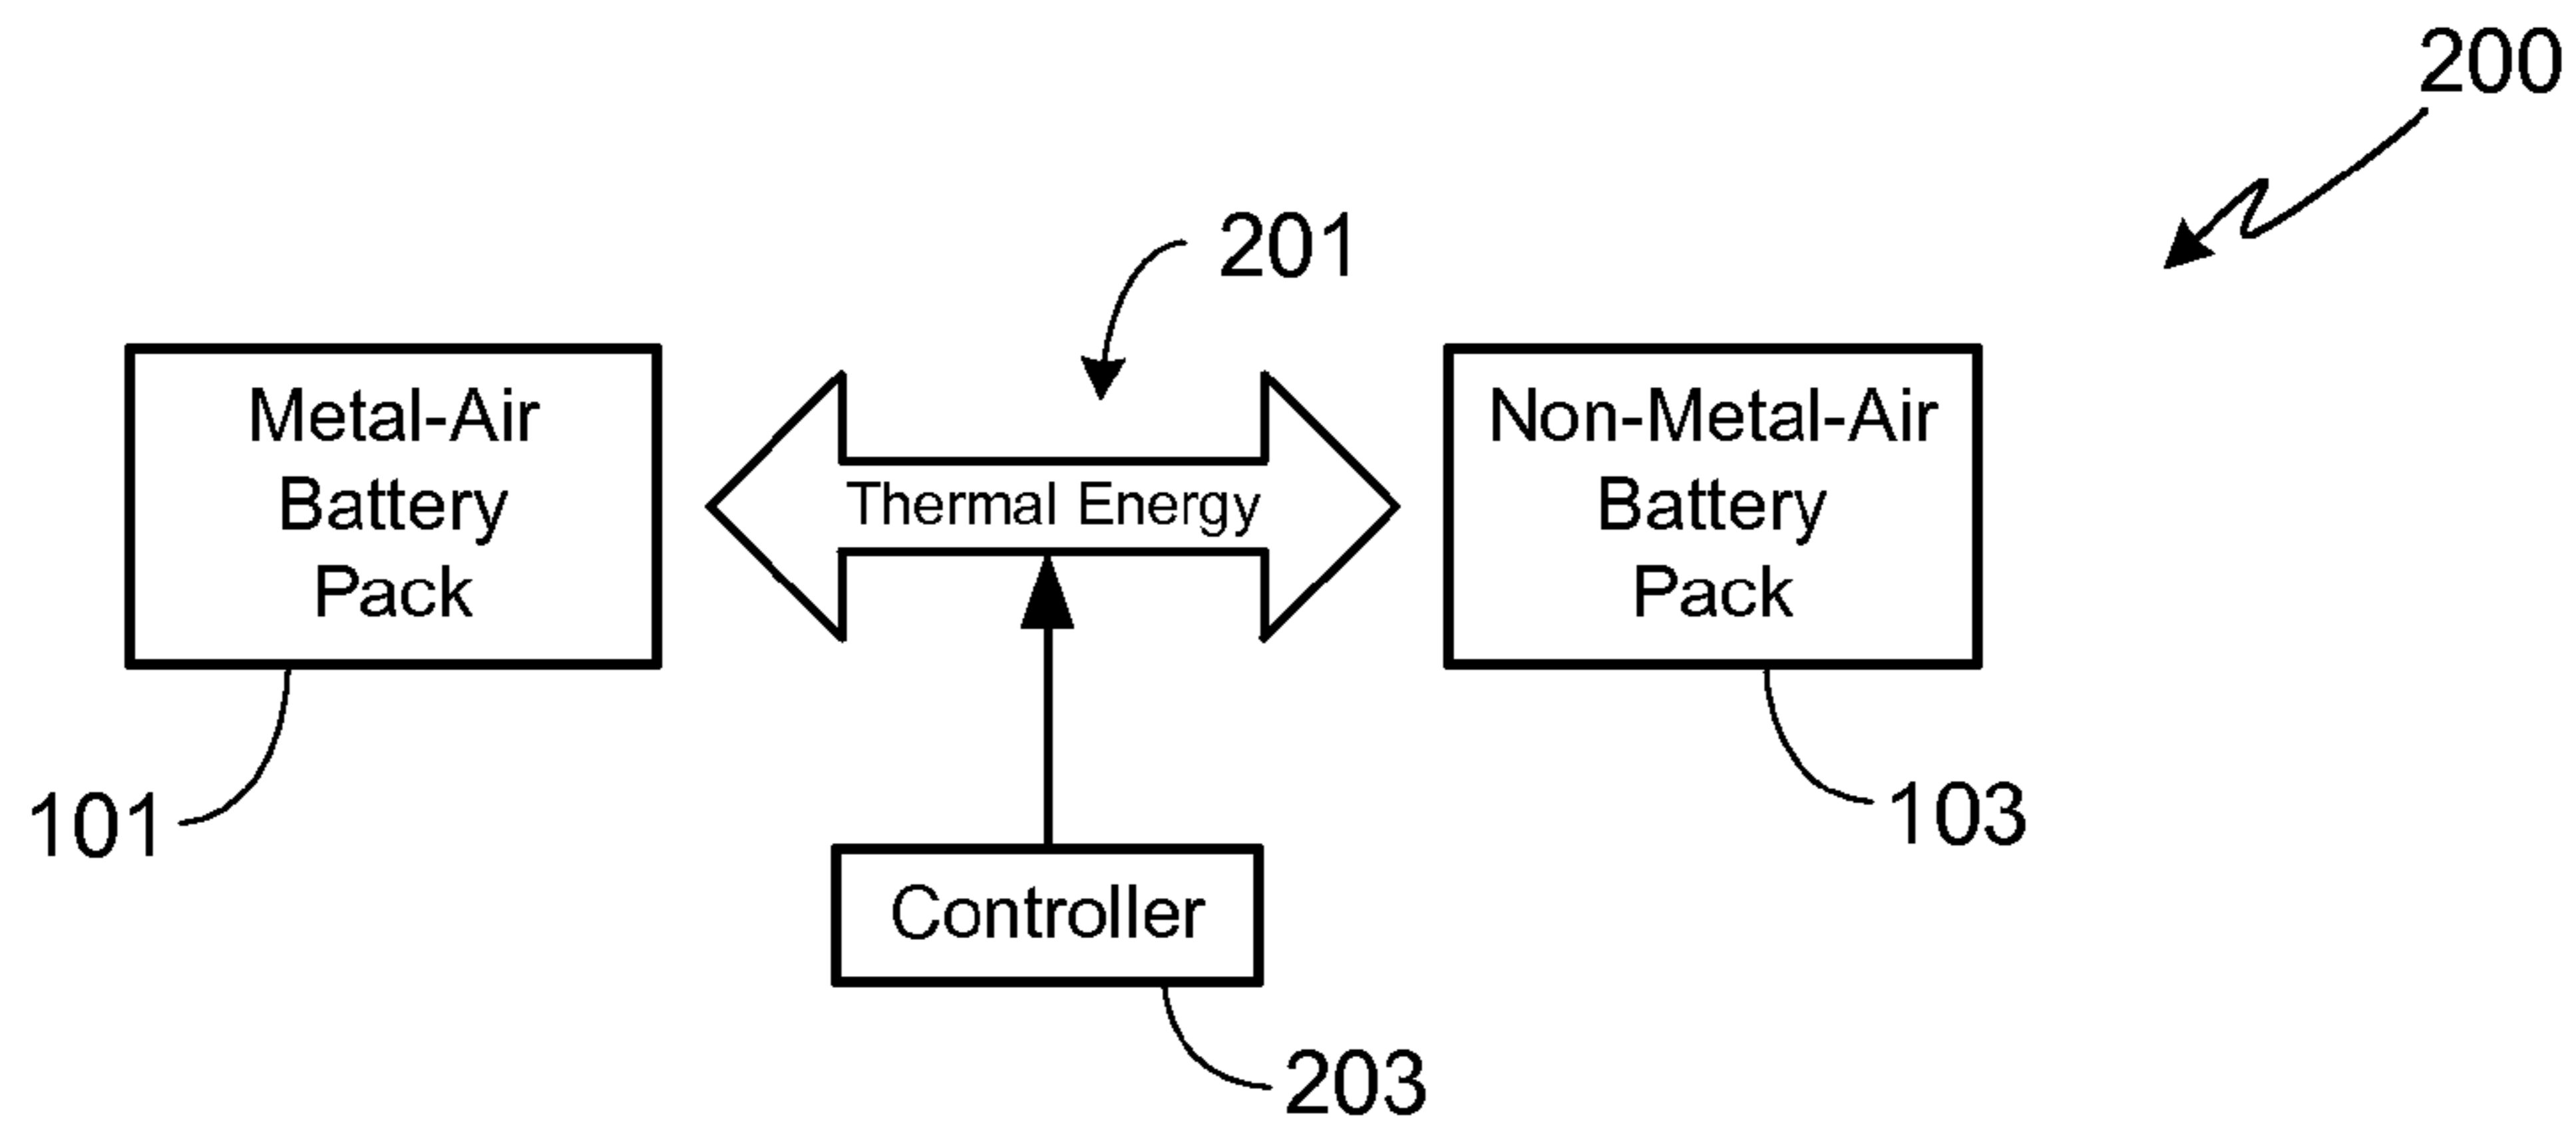 200
201
Metal-Air
Battery
Pack
Thermal Energy
Non-Metal-Air
Battery
Pack
101
103
Controller
203